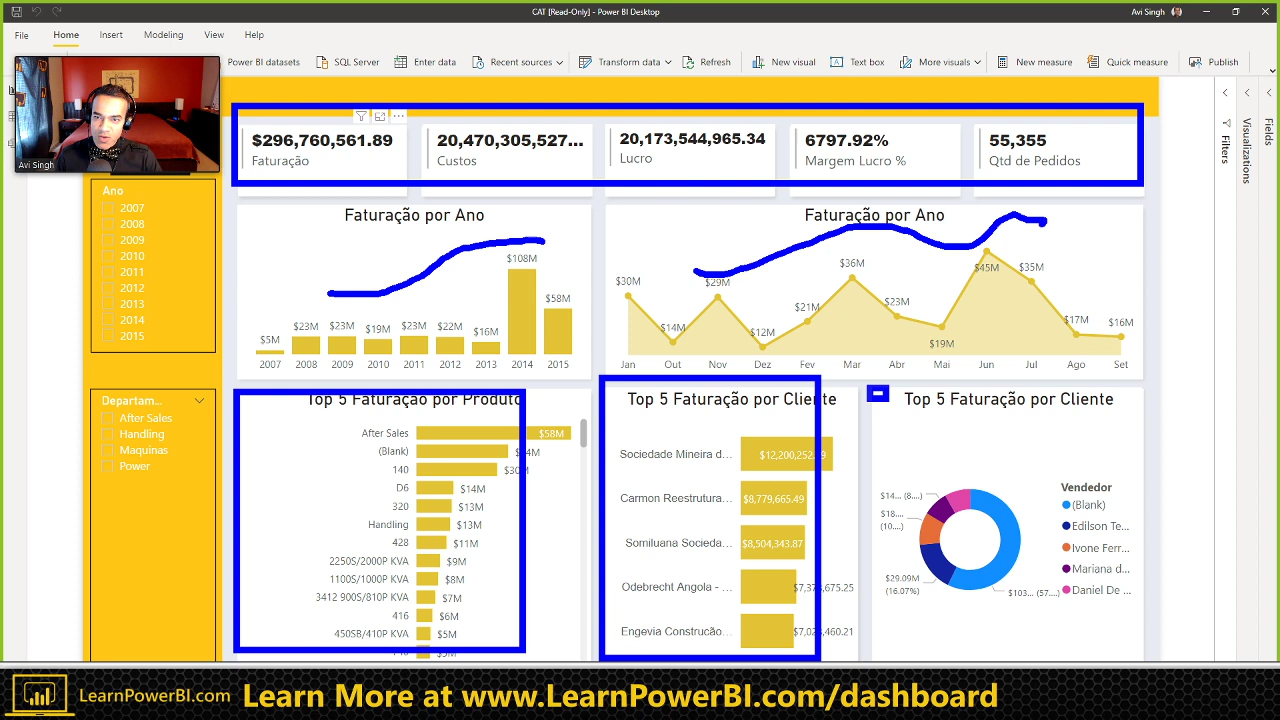 CAT [Read-Only] - Power BI Desktop
Avi Singh
File Home Insert Modeling View Help
Power BI datasets SQL Server Enter data Recent sources Transform data Refresh New visual Text box More visuals New measure Quick measure Publish
Avi Singh
$296,760,561.89
Faturação
20,470,305,527...
Custos
20,173,544,965.34
Lucro
6797.92%
Margem Lucro %
55,355
Qtd de Pedidos
Filters
Visualizations
Fields
Ano
2007
2008
2009
2010
2011
2012
2013
2014
2015
Departam...
After Sales
Handling
Maquinas
Power
Faturação por Ano
$5M $23M $23M $19M $23M $22M $16M $108M $58M
2007 2008 2009 2010 2011 2012 2013 2014 2015
Faturação por Ano
$30M $14M $29M $12M $21M $36M $23M $19M $45M $35M $17M $16M
Jan Out Nov Dez Fev Mar Abr Mai Jun Jul Ago Set
Top 5 Faturação por Produto
After Sales $58M
(Blank)
140
D6 $14M
320 $13M
Handling $13M
428 $11M
2250S/2000P KVA $9M
1100S/1000P KVA $8M
3412 900S/810P KVA $7M
416 $6M
450SB/410P KVA $5M
Top 5 Faturação por Cliente
Sociedade Mineira d...
Carmon Reestrutura... $8,779,665.49
Somiluana Socieda... $8,504,343.87
Odebrecht Angola - ...
Engevia Construcão...
Top 5 Faturação por Cliente
$14... (8....)
$18... (10....)
$29.09M (16.07%)
$103... (57....)
Vendedor
(Blank)
Edilson Te...
Ivone Ferr...
Mariana d...
Daniel De ...
LearnPowerBI.com
Learn More at www.LearnPowerBI.com/dashboard